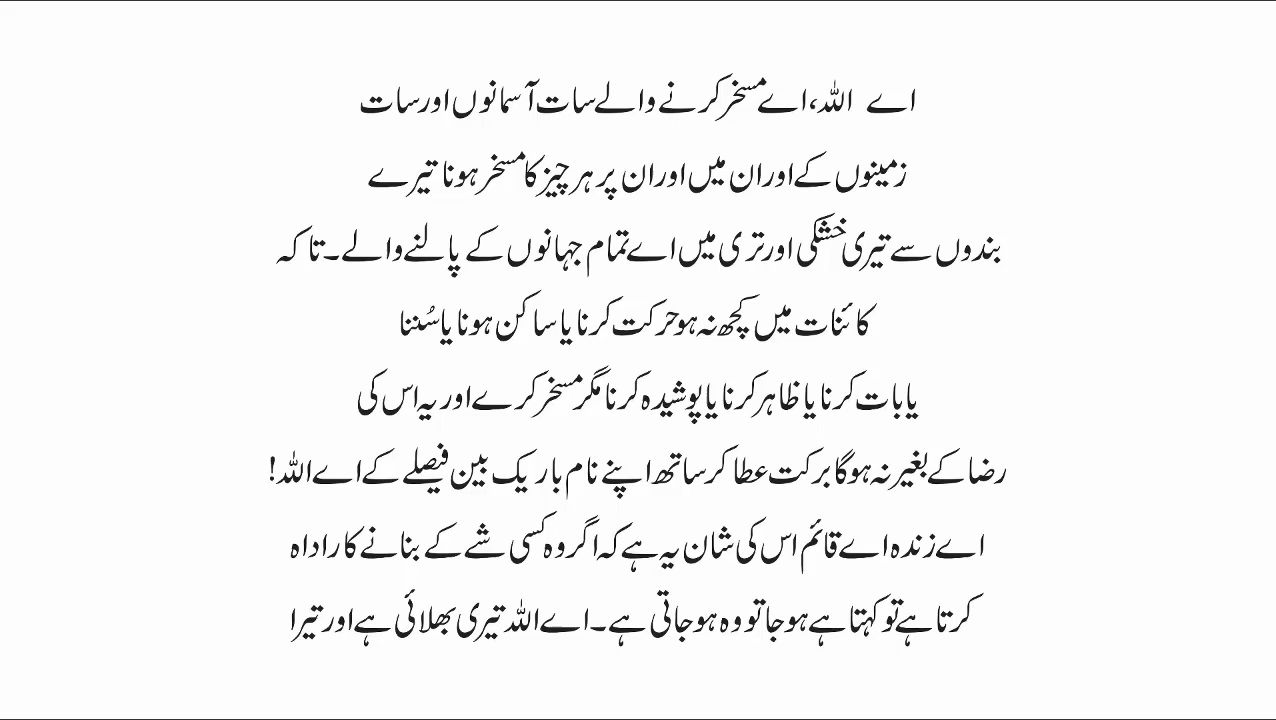 اے اللہ، اے مسخر کرنے والے سات آسمانوں اور سات
زمینوں کے اور ان میں اور ان پر ہر چیز کا مسخر ہونا تیرے
بندوں سے تیری خشکی اور تری میں اے تمام جہانوں کے پالنے والے۔ تا کہ
کائنات میں کچھ نہ ہو حرکت کرنا یا ساکن ہونا یا سُننا
یا بات کرنا یا ظاہر کرنا یا پوشیدہ کرنا مگر مسخر کرے اور یہ اس کی
رضا کے بغیر نہ ہوگا برکت عطا کر ساتھ اپنے نام باریک بین فیصلے کے اے اللہ!
اے زندہ اے قائم اس کی شان یہ ہے کہ اگر وہ کسی شے کے بنانے کا راداہ
کرتا ہے تو کہتا ہے ہو جا تو وہ ہو جاتی ہے۔ اے اللہ تیری بھلائی ہے اور تیرا